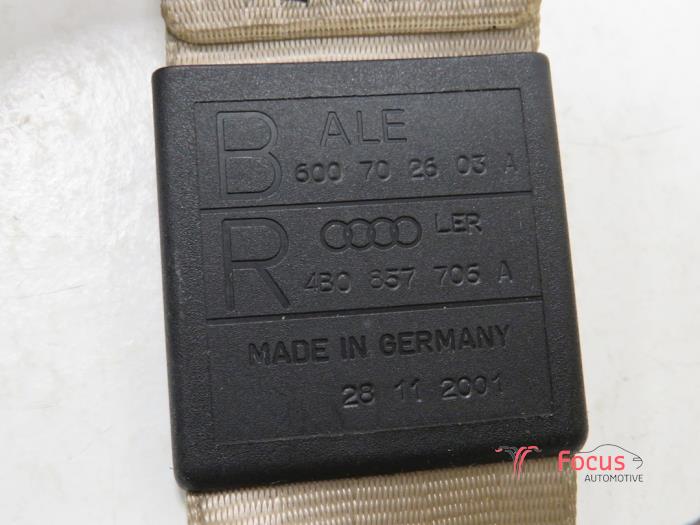 B ALE
600 70 26 03 A
R LER
4B0 857 705 A
MADE IN GERMANY
28 11 2001
Focus
AUTOMOTIVE